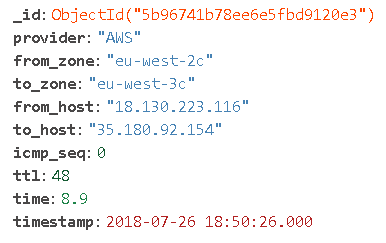 _id: ObjectId("5b96741b78ee6e5fbd9120e3")
provider: "AWS"
from_zone: "eu-west-2c"
to_zone: "eu-west-3c"
from_host: "18.130.223.116"
to_host: "35.180.92.154"
icmp_seq: 0
ttl: 48
time: 8.9
timestamp: 2018-07-26 18:50:26.000